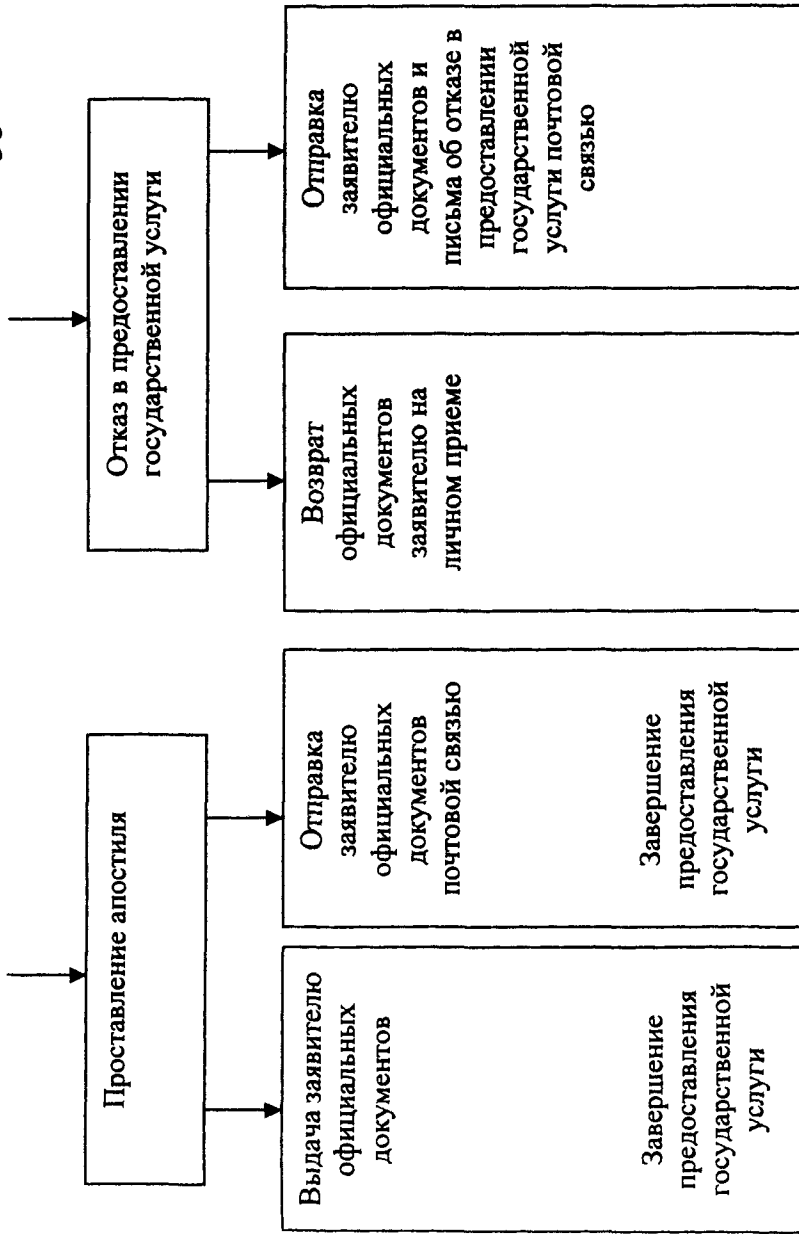 Проставление апостиля
Отказ в предоставлении
государственной услуги
Выдача заявителю
официальных
документов
Завершение
предоставления
государственной
услуги
Отправка
заявителю
официальных
документов
почтовой связью
Завершение
предоставления
государственной
услуги
Возврат
официальных
документов
заявителю на
личном приеме
Отправка
заявителю
официальных
документов и
письма об отказе в
предоставлении
государственной
услуги почтовой
связью